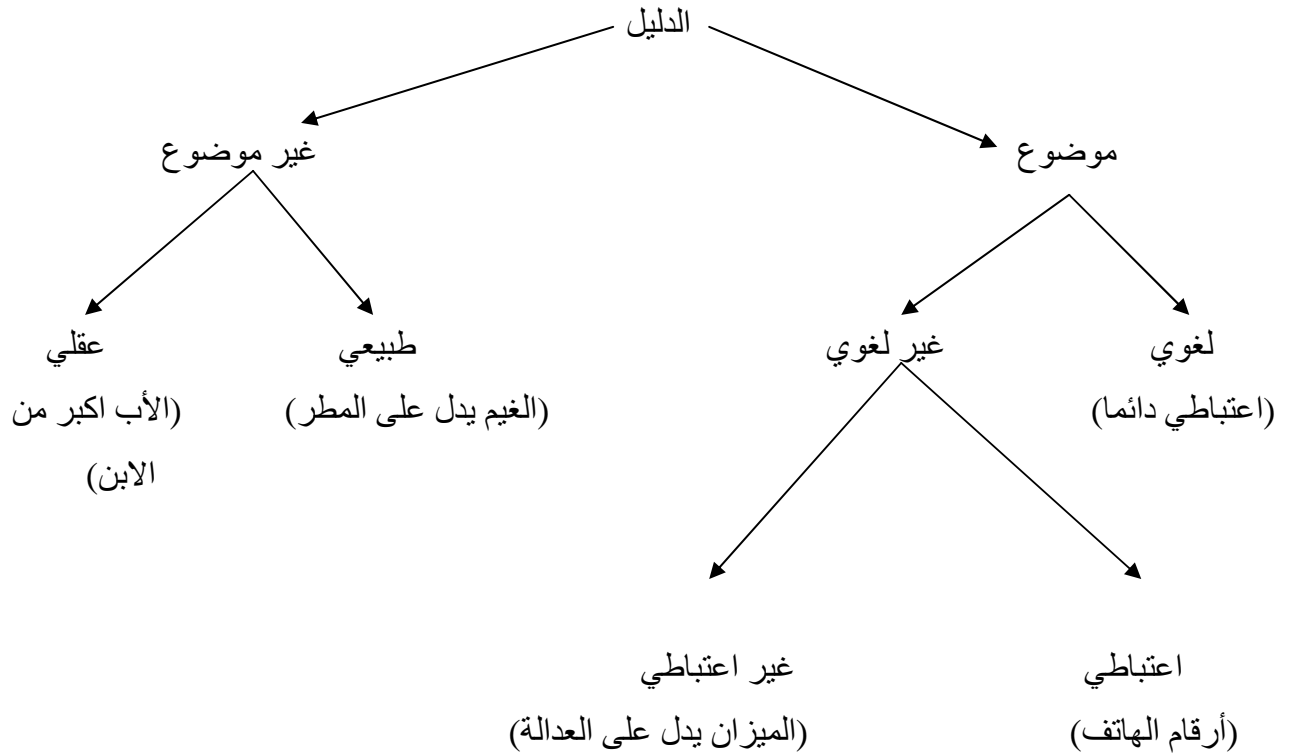 الدليل
موضوع
غير موضوع
لغوي
غير لغوي
طبيعي
عقلي
(اعتباطي دائما)
(الغيم يدل على المطر)
(الأب اكبر من
الابن)
اعتباطي
غير اعتباطي
(أرقام الهاتف)
(الميزان يدل على العدالة)